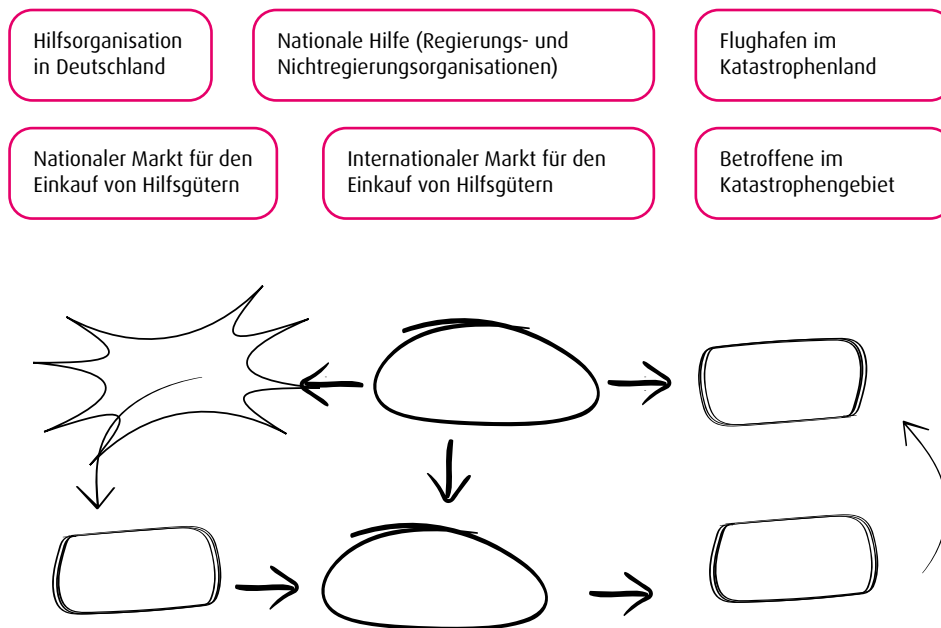 Hilfsorganisation
in Deutschland
Nationale Hilfe (Regierungs- und
Nichtregierungsorganisationen)
Flughafen im
Katastrophenland
Nationaler Markt für den
Einkauf von Hilfsgütern
Internationaler Markt für den
Einkauf von Hilfsgütern
Betroffene im
Katastrophengebiet